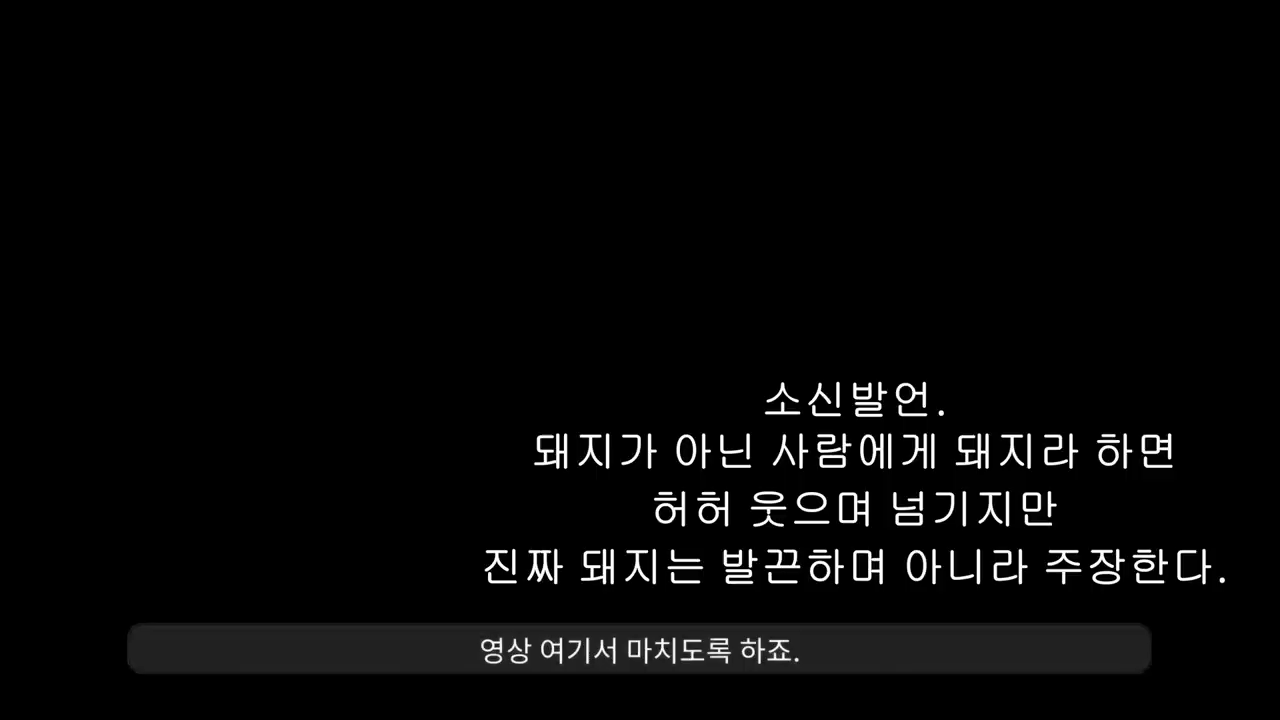 소신발언.
돼지가 아닌 사람에게 돼지라 하면
허허 웃으며 넘기지만
진짜 돼지는 발끈하며 아니라 주장한다.
영상 여기서 마치도록 하죠.